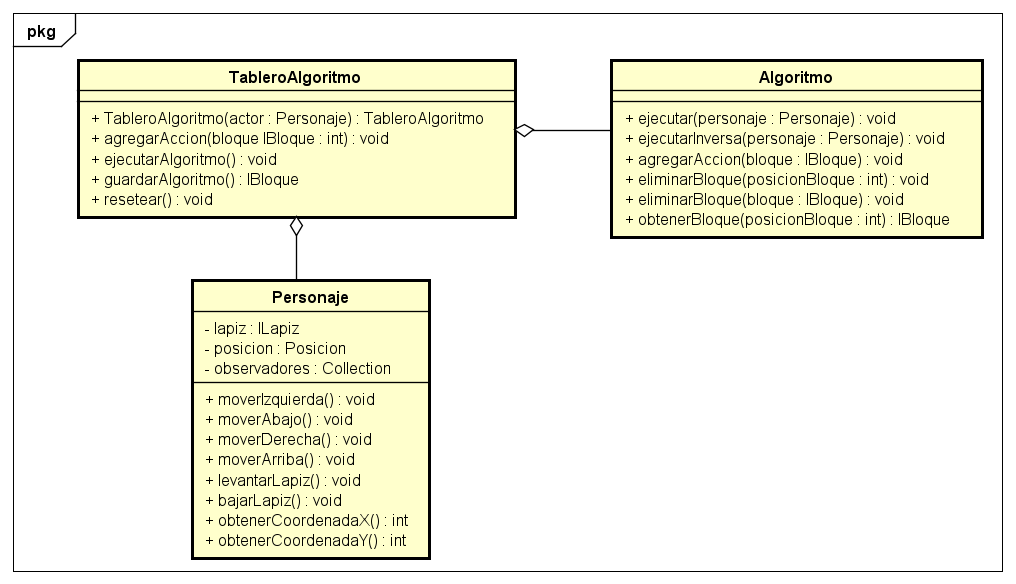 pkg
TableroAlgoritmo
+ TableroAlgoritmo(actor : Personaje) : TableroAlgoritmo
+ agregarAccion(bloque IBloque : int) : void
+ ejecutarAlgoritmo() : void
+ guardarAlgoritmo() : IBloque
+ resetear() : void
Algoritmo
+ ejecutar(personaje : Personaje) : void
+ ejecutarInversa(personaje : Personaje) : void
+ agregarAccion(bloque : IBloque) : void
+ eliminarBloque(posicionBloque : int) : void
+ eliminarBloque(bloque : IBloque) : void
+ obtenerBloque(posicionBloque : int) : IBloque
Personaje
- lapiz : ILapiz
- posicion : Posicion
- observadores : Collection
+ moverIzquierda() : void
+ moverAbajo() : void
+ moverDerecha() : void
+ moverArriba() : void
+ levantarLapiz() : void
+ bajarLapiz() : void
+ obtenerCoordenadaX() : int
+ obtenerCoordenadaY() : int